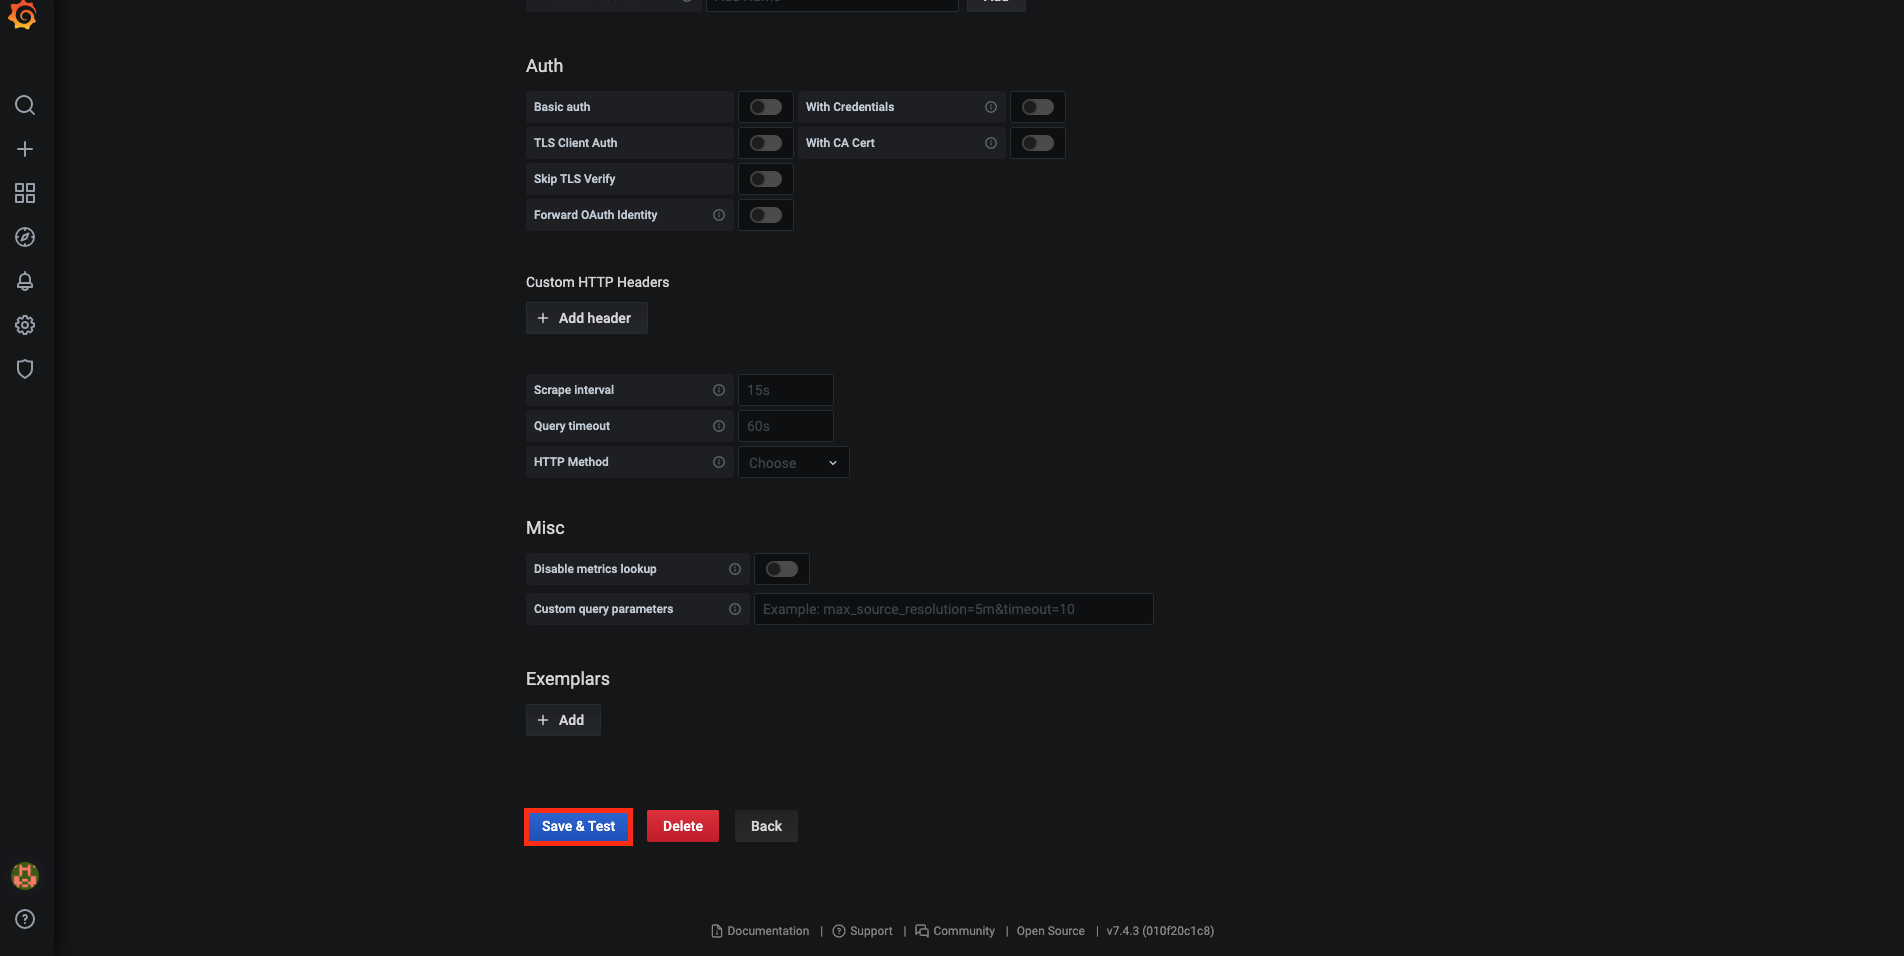 Auth
Basic auth
With Credentials
TLS Client Auth
With CA Cert
Skip TLS Verify
Forward OAuth Identity
Custom HTTP Headers
Add header
Scrape interval
15s
Query timeout
60s
HTTP Method
Choose
Misc
Disable metrics lookup
Custom query parameters
Example: max_source_resolution=5m&timeout=10
Exemplars
Add
Save & Test
Delete
Back
Documentation | Support | Community | Open Source | v7.4.3 (010f20c1c8)